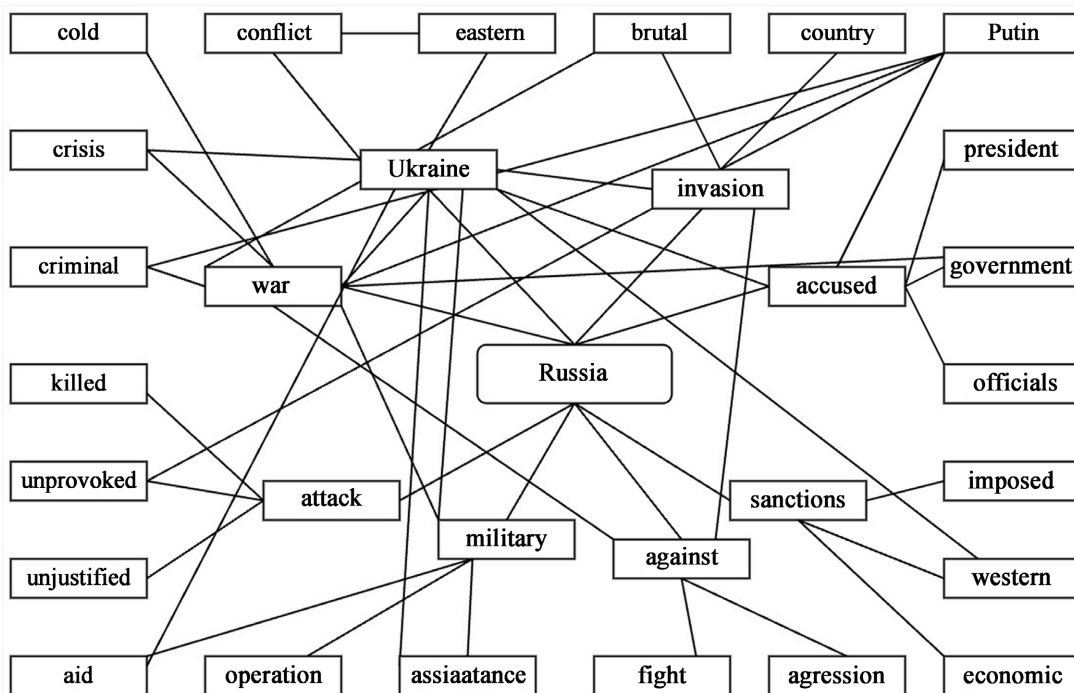 cold
conflict
eastern
brutal
country
Putin
crisis
Ukraine
invasion
president
criminal
war
accused
government
Russia
killed
officials
unprovoked
attack
sanctions
imposed
military
against
unjustified
western
aid
operation
assiaatance
fight
agression
economic